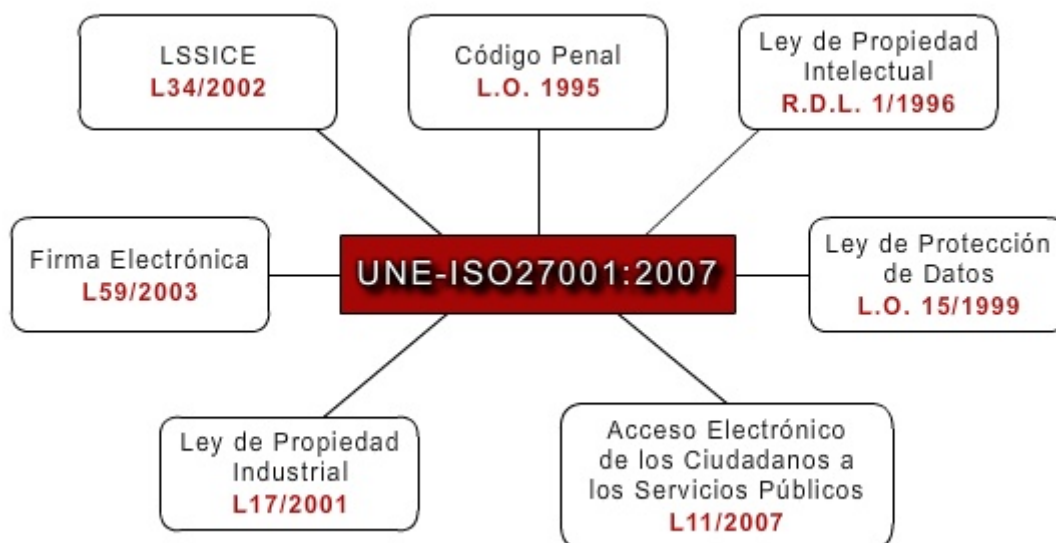 LSSICE
L34/2002
Código Penal
L.O. 1995
Ley de Propiedad
Intelectual
R.D.L. 1/1996
Firma Electrónica
L59/2003
UNE-ISO27001:2007
Ley de Protección
de Datos
L.O. 15/1999
Ley de Propiedad
Industrial
L17/2001
Acceso Electrónico
de los Ciudadanos a
los Servicios Públicos
L11/2007